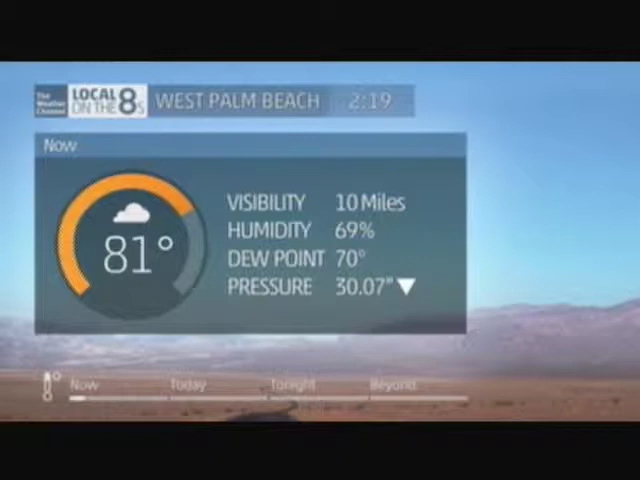 The Weather Channel
LOCAL ON THE 8s
WEST PALM BEACH 2:19
Now
81°
VISIBILITY 10 Miles
HUMIDITY 69%
DEW POINT 70°
PRESSURE 30.07"
Now Today Tonight Beyond